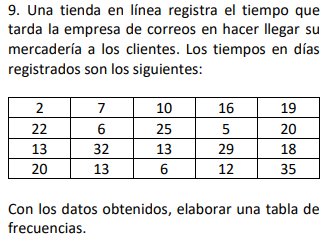 9. Una tienda en línea registra el tiempo que
tarda la empresa de correos en hacer llegar su
mercadería a los clientes. Los tiempos en días
registrados son los siguientes:
2 7 10 16 19
22 6 25 5 20
13 32 13 29 18
20 13 6 12 35
Con los datos obtenidos, elaborar una tabla de
frecuencias.